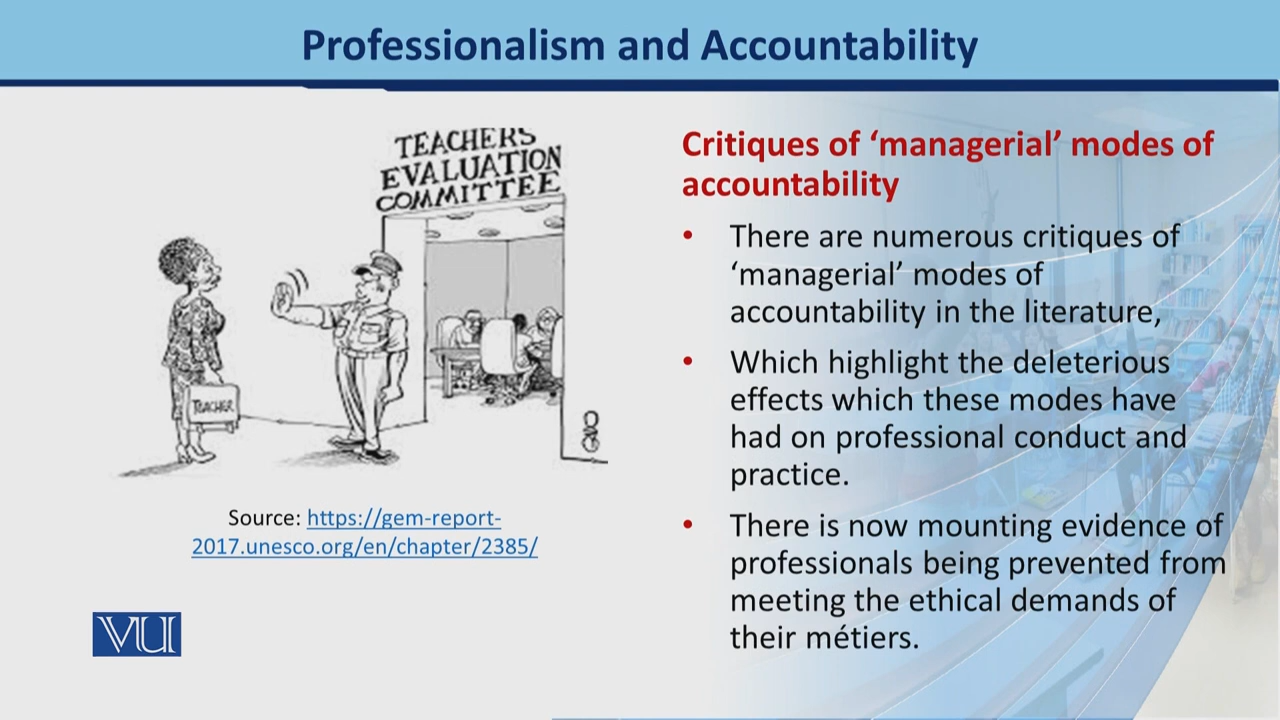 Professionalism and Accountability
TEACHERS
EVALUATION
COMMITTEE
TEACHER
GADO
Source: https://gem-report-
2017.unesco.org/en/chapter/2385/
VU
Critiques of ‘managerial’ modes of
accountability
• There are numerous critiques of
‘managerial’ modes of
accountability in the literature,
• Which highlight the deleterious
effects which these modes have
had on professional conduct and
practice.
• There is now mounting evidence of
professionals being prevented from
meeting the ethical demands of
their métiers.